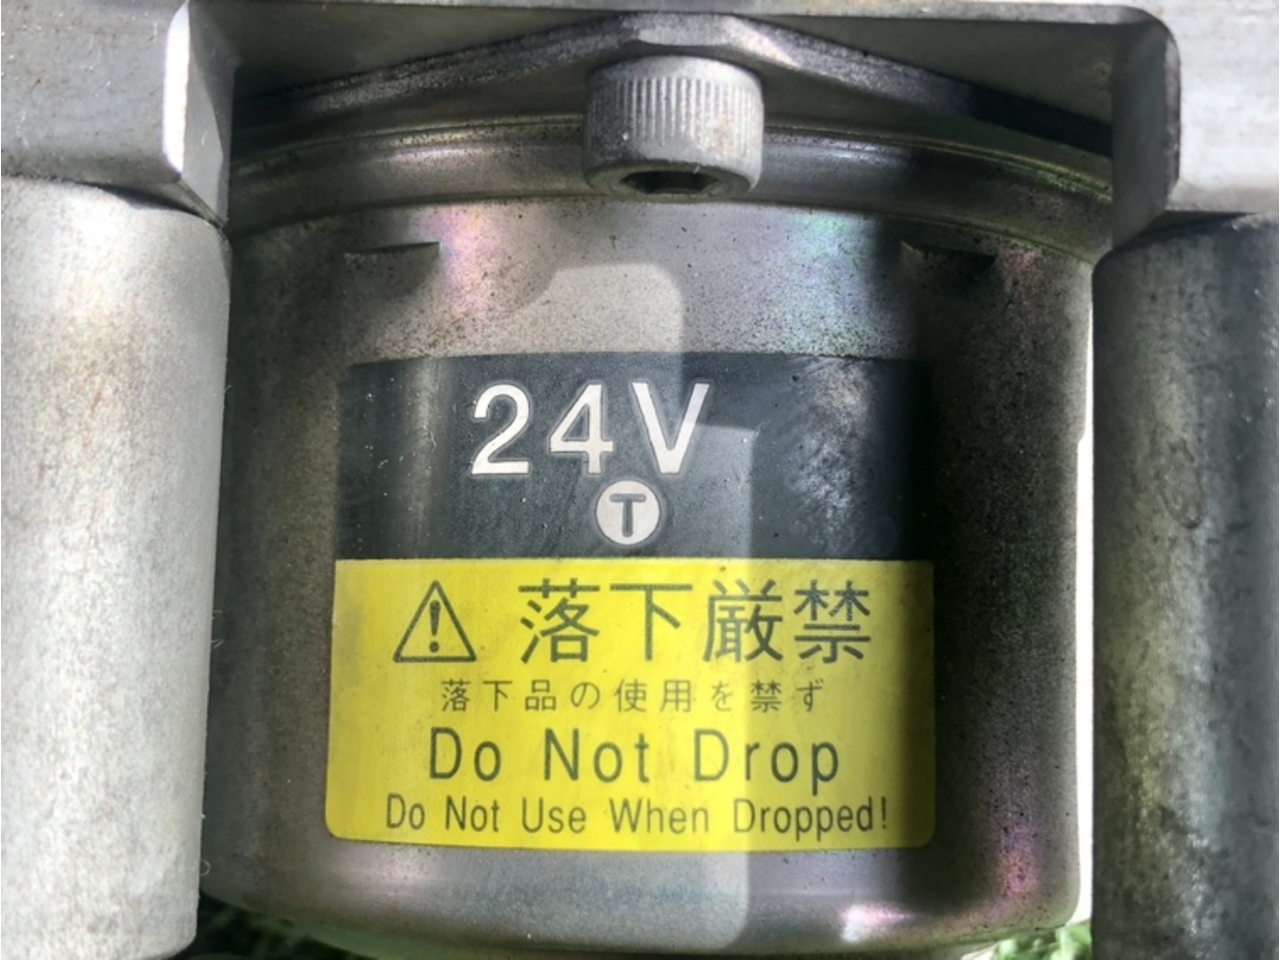 24V
T
落下厳禁
落下品の使用を禁ず
Do Not Drop
Do Not Use When Dropped!